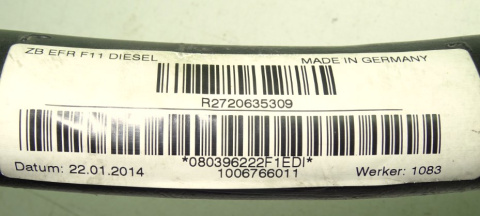 ZB EFR F11 DIESEL MADE IN GERMANY
R2720635309
*080396222F1EDI*
Datum: 22.01.2014 1006766011 Werker: 1083